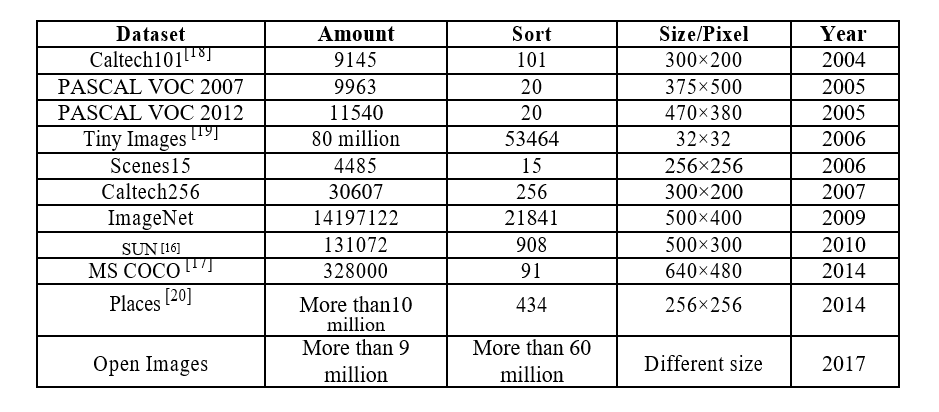 Dataset Amount Sort Size/Pixel Year
Caltech101[18] 9145 101 300×200 2004
PASCAL VOC 2007 9963 20 375×500 2005
PASCAL VOC 2012 11540 20 470×380 2005
Tiny Images [19] 80 million 53464 32×32 2006
Scenes15 4485 15 256×256 2006
Caltech256 30607 256 300×200 2007
ImageNet 14197122 21841 500×400 2009
SUN [16] 131072 908 500×300 2010
MS COCO [17] 328000 91 640×480 2014
Places [20] More than10 434 256×256 2014
million
More than 9 More than 60
Open Images Different size 2017
million million